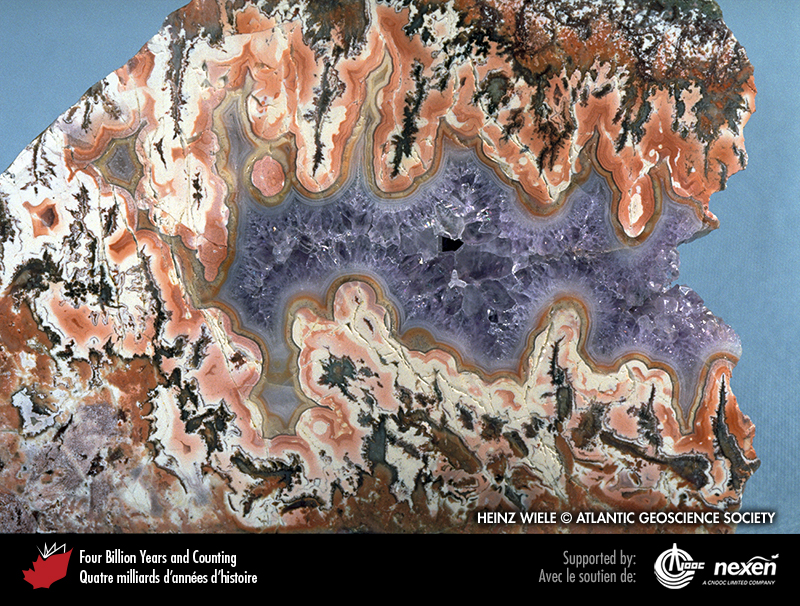 HEINZ WIELE © ATLANTIC GEOSCIENCE SOCIETY
Four Billion Years and Counting
Quatre milliards d'années d'histoire
Supported by:
Avec le soutien de:
CNOOC
nexen
A CNOOC LIMITED COMPANY